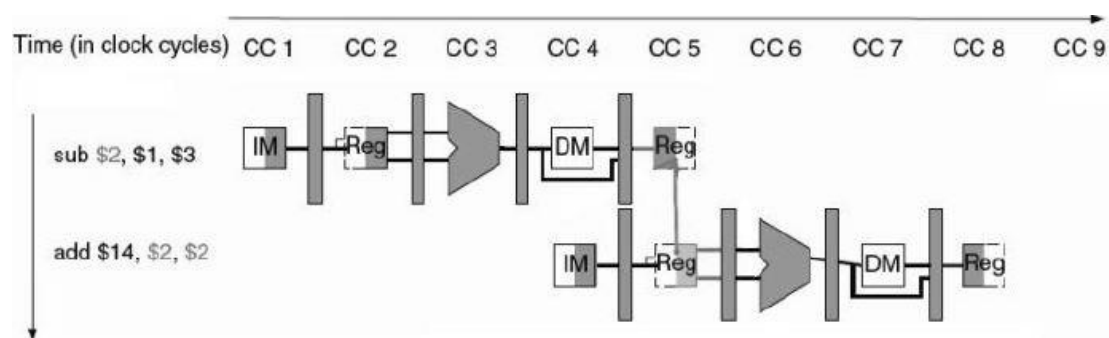 Time (in clock cycles) CC 1 CC 2 CC 3 CC 4 CC 5 CC 6 CC 7 CC 8 CC 9
sub $2, $1, $3 IM Reg DM Reg
add $14, $2, $2 IM Reg DM Reg